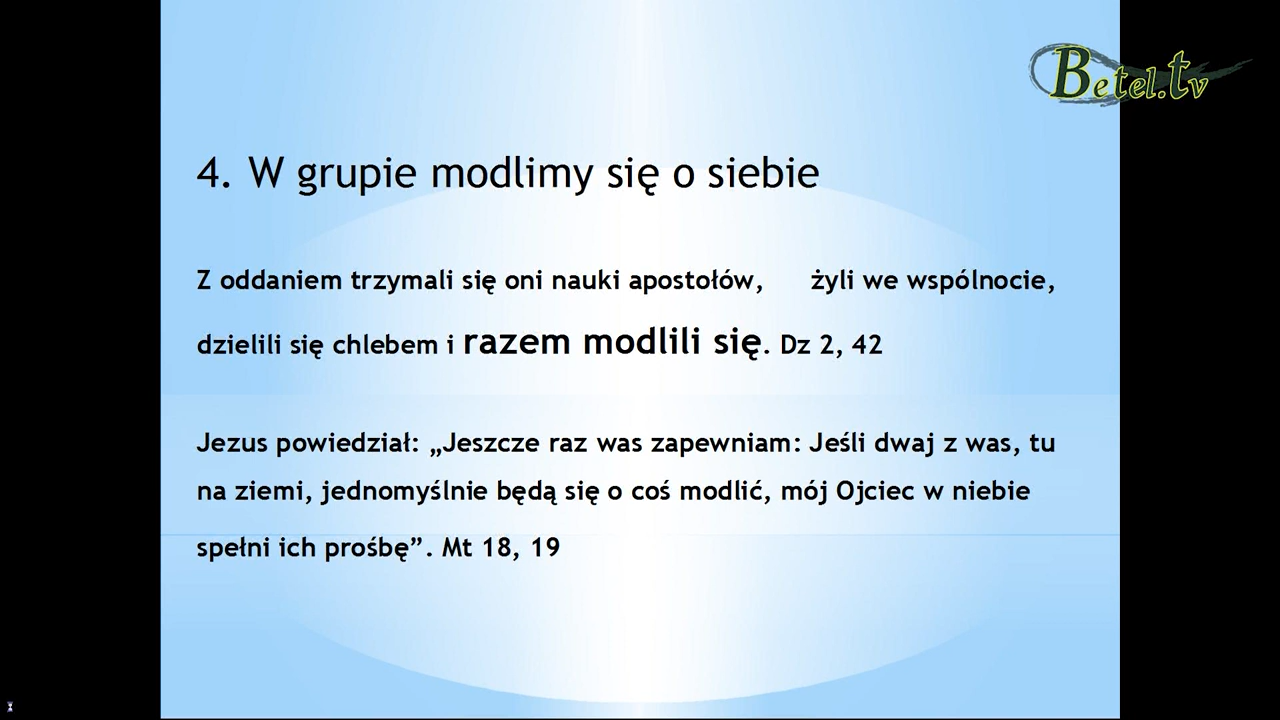 Betel.tv
4. W grupie modlimy się o siebie
Z oddaniem trzymali się oni nauki apostołów, żyli we wspólnocie,
dzielili się chlebem i razem modlili się. Dz 2, 42
Jezus powiedział: „Jeszcze raz was zapewniam: Jeśli dwaj z was, tu
na ziemi, jednomyślnie będą się o coś modlić, mój Ojciec w niebie
spełni ich prośbę”. Mt 18, 19